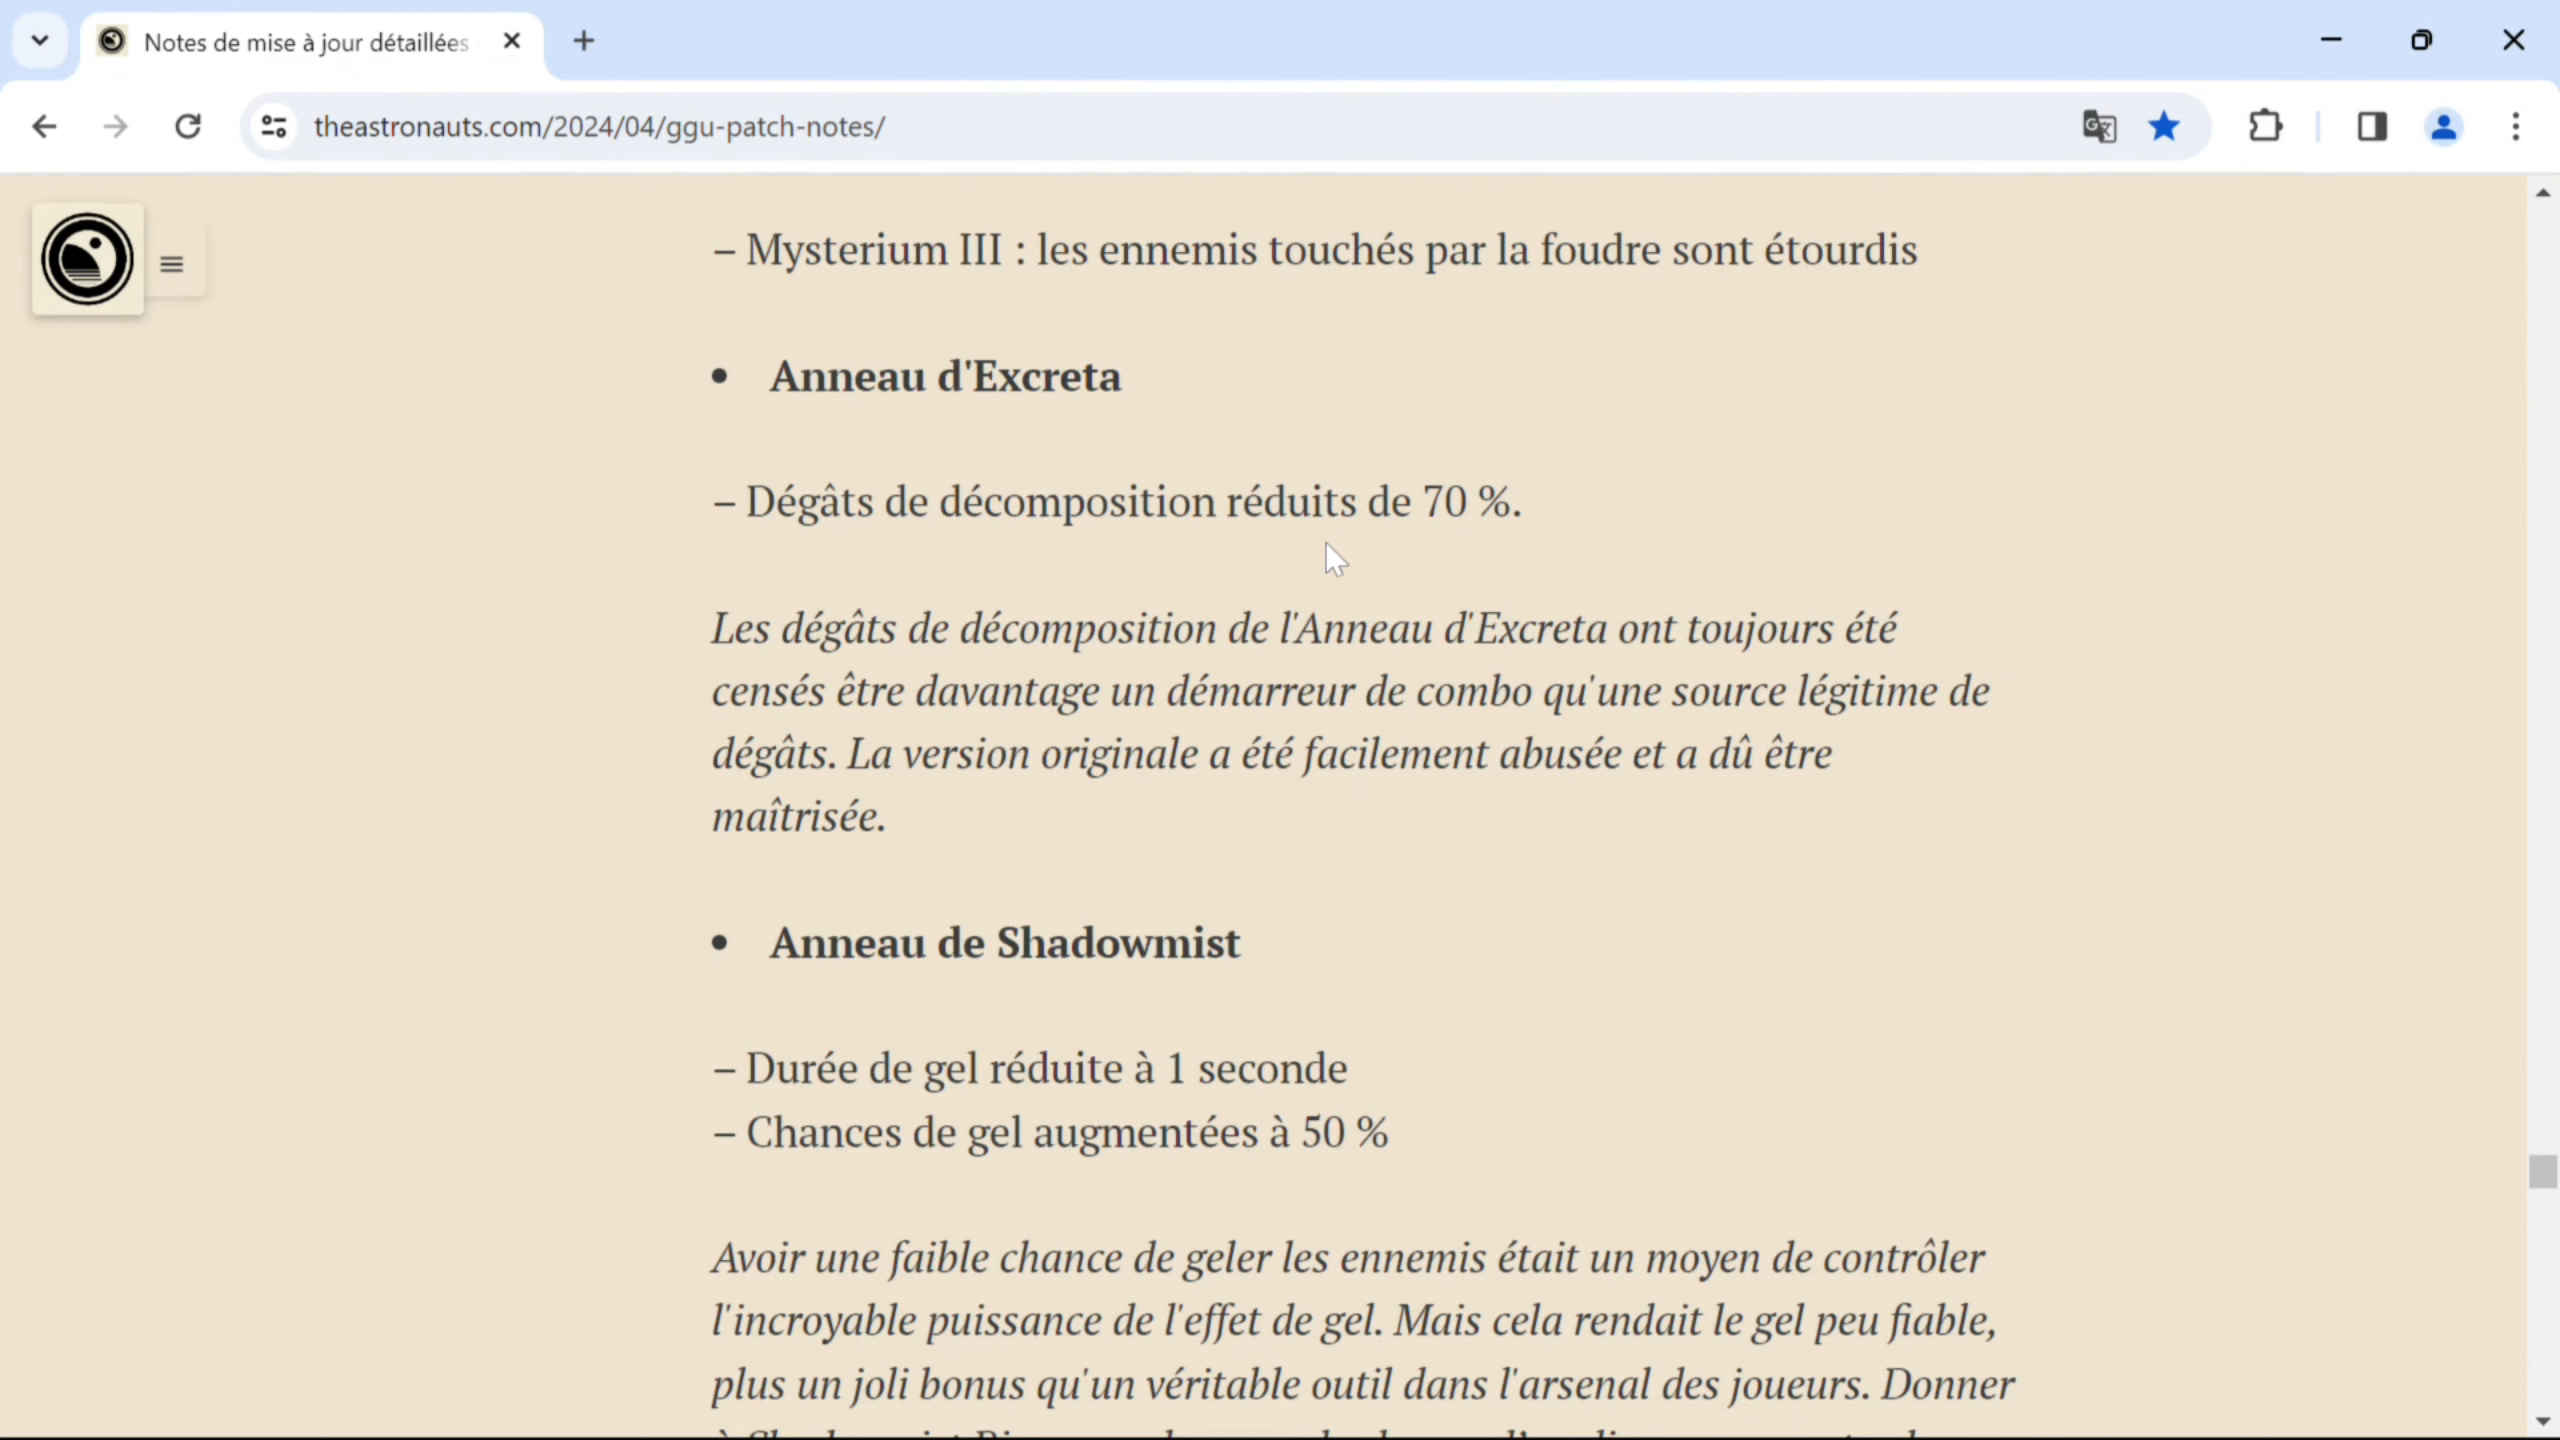 Notes de mise à jour détaillées
theastronauts.com/2024/04/ggu-patch-notes/
– Mysterium III : les ennemis touchés par la foudre sont étourdis
• Anneau d'Excreta
– Dégâts de décomposition réduits de 70 %.
Les dégâts de décomposition de l'Anneau d'Excreta ont toujours été
censés être davantage un démarreur de combo qu'une source légitime de
dégâts. La version originale a été facilement abusée et a dû être
maîtrisée.
• Anneau de Shadowmist
– Durée de gel réduite à 1 seconde
– Chances de gel augmentées à 50 %
Avoir une faible chance de geler les ennemis était un moyen de contrôler
l'incroyable puissance de l'effet de gel. Mais cela rendait le gel peu fiable,
plus un joli bonus qu'un véritable outil dans l'arsenal des joueurs. Donner